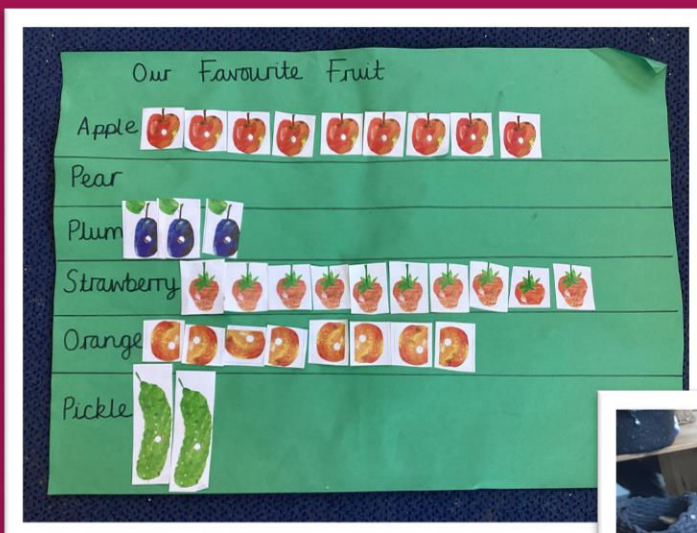 Our Favourite Fruit
Apple
Pear
Plum
Strawberry
Orange
Pickle